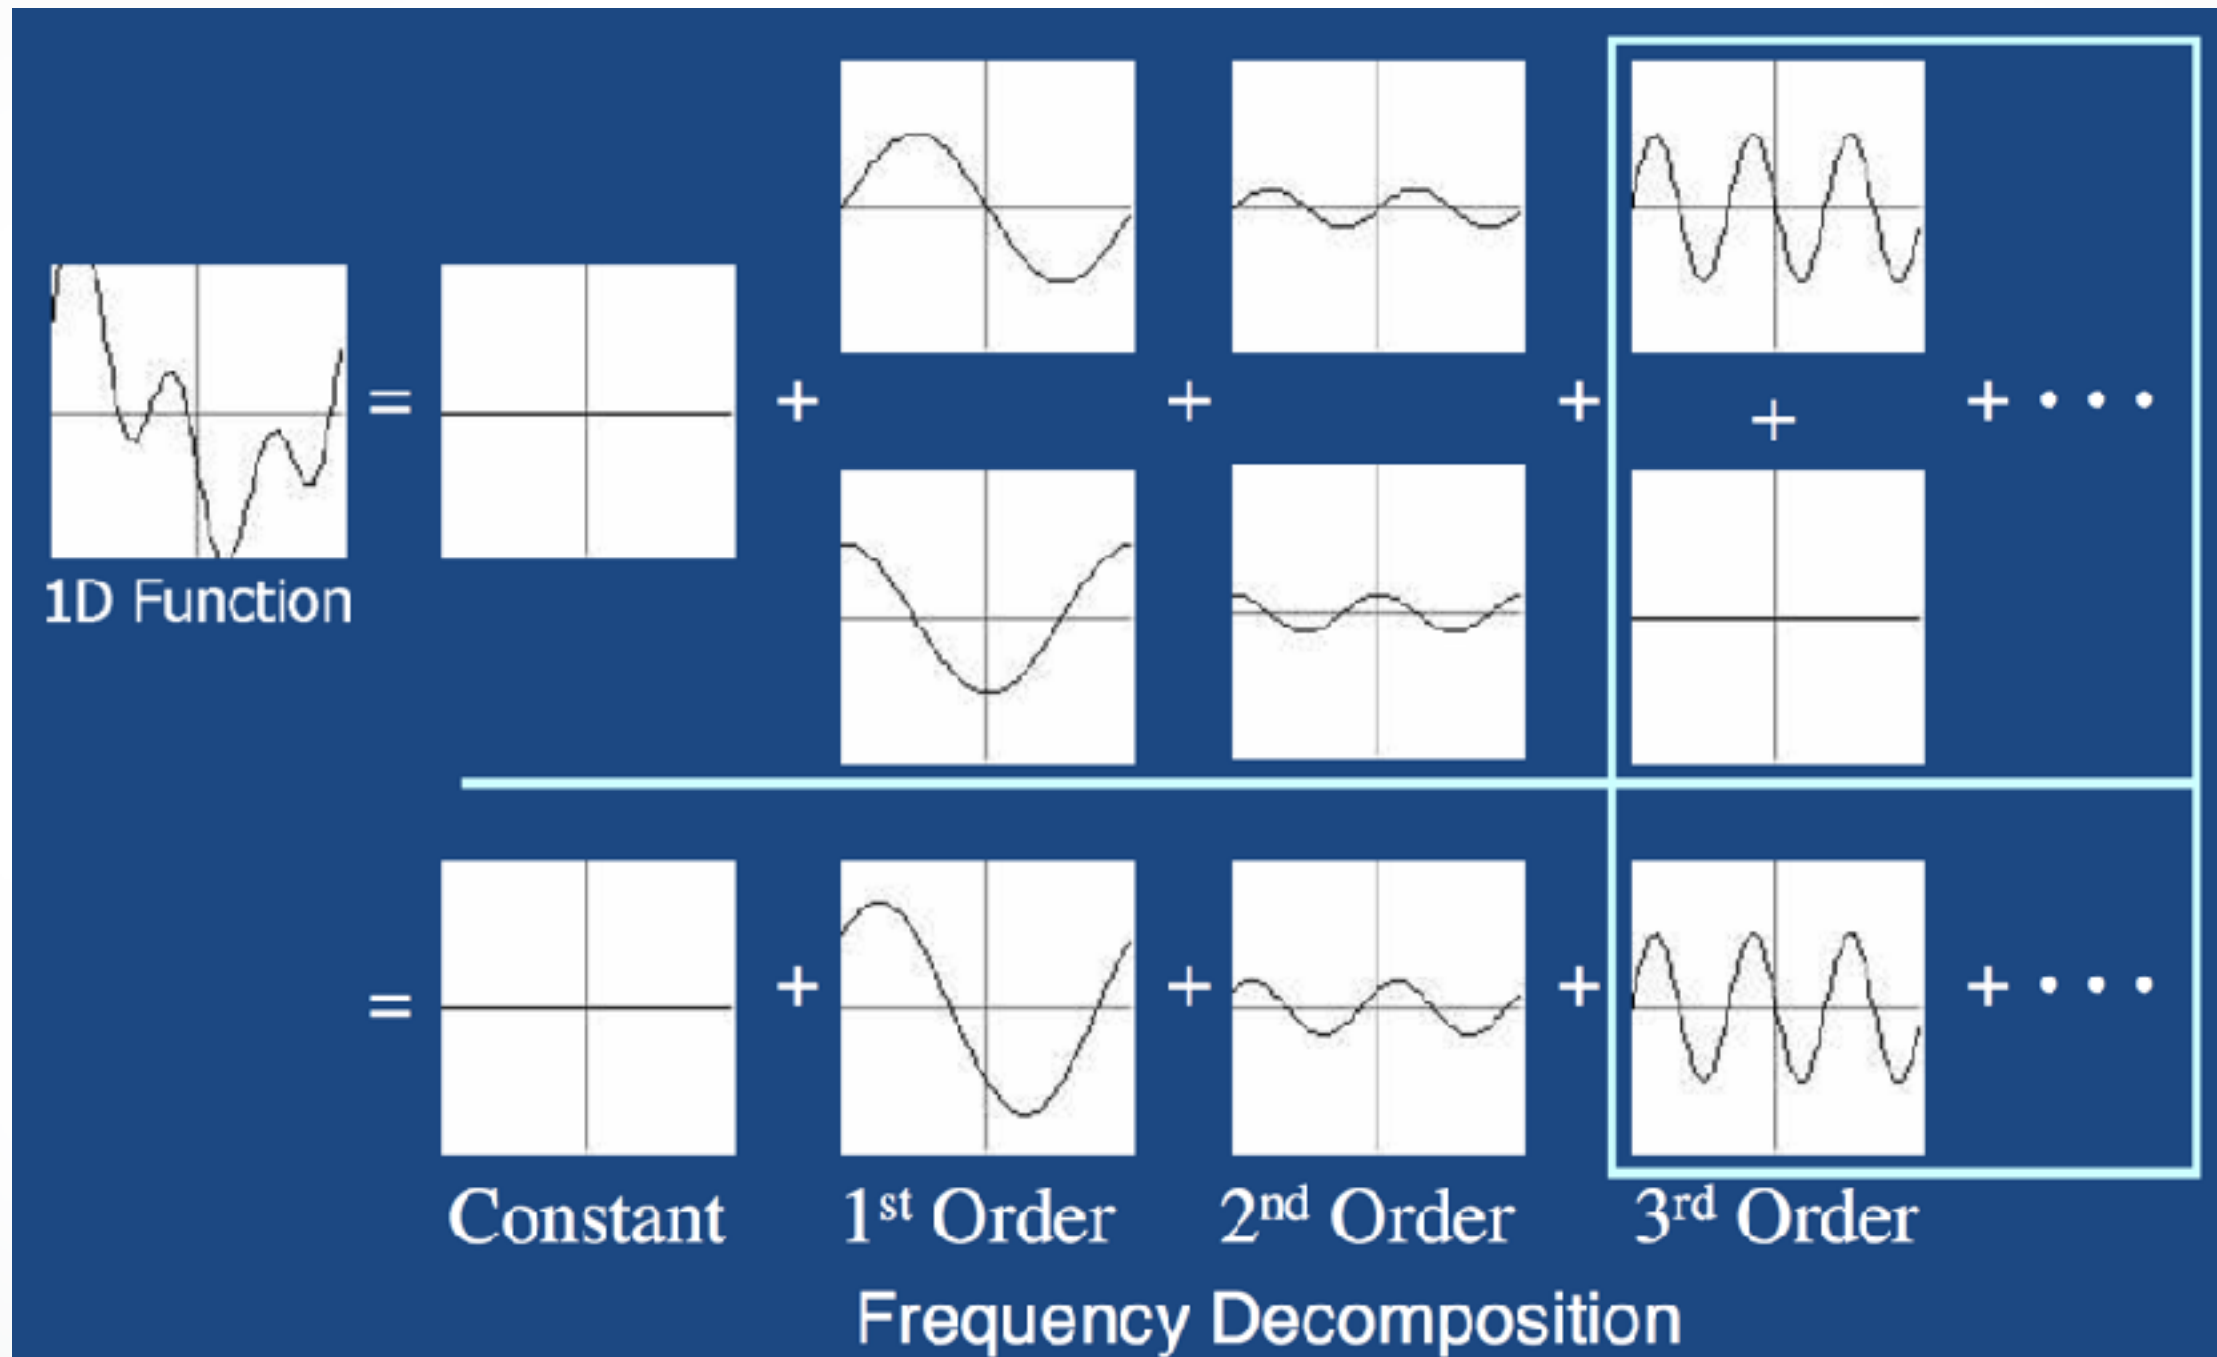 + + + + + • • •
=
1D Function
= + + + + • • •
Constant 1st Order 2nd Order 3rd Order
Frequency Decomposition